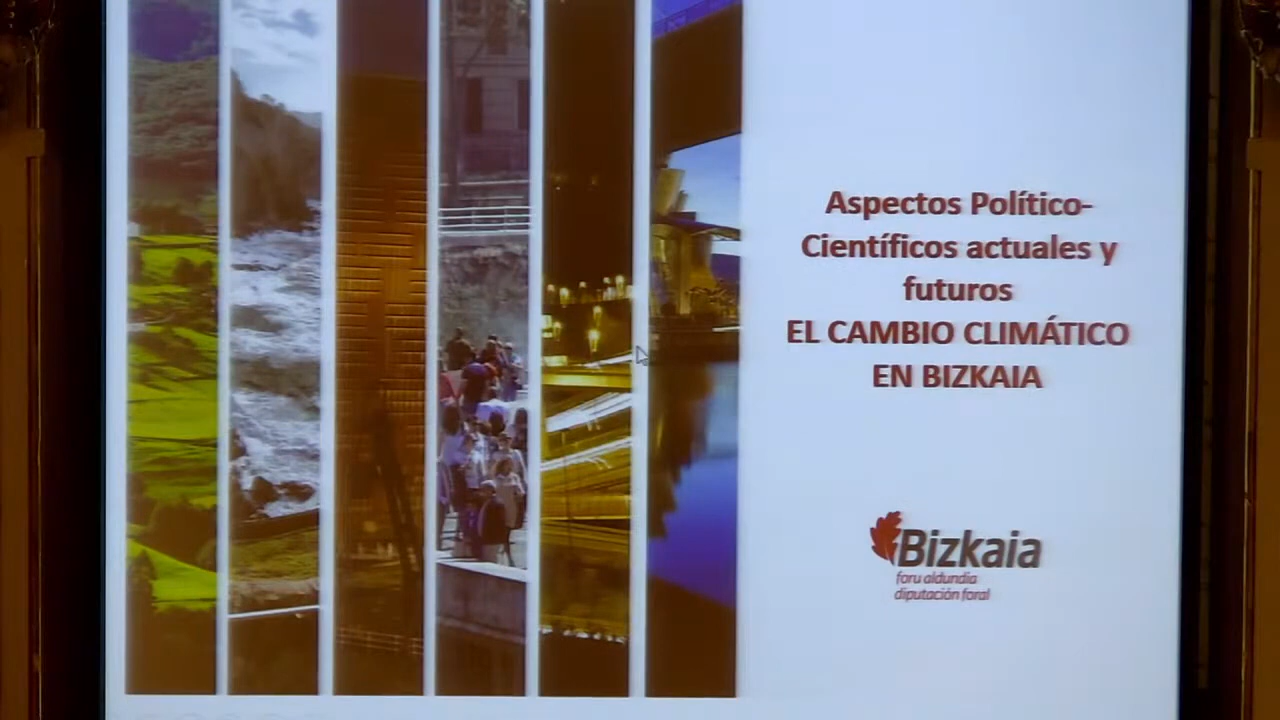 Aspectos Político-
Científicos actuales y
futuros
EL CAMBIO CLIMÁTICO
EN BIZKAIA
Bizkaia
foru aldundia
diputación foral